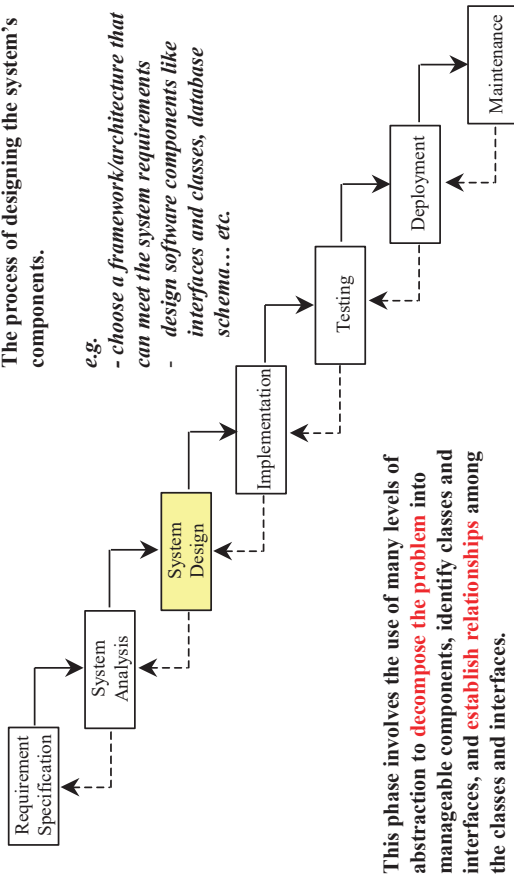 The process of designing the system's
components.
e.g.
- choose a framework/architecture that
can meet the system requirements
- design software components like
interfaces and classes, database
schema… etc.
Requirement
Specification
System
Analysis
System
Design
Implementation
Testing
Deployment
Maintenance
This phase involves the use of many levels of
abstraction to decompose the problem into
manageable components, identify classes and
interfaces, and establish relationships among
the classes and interfaces.